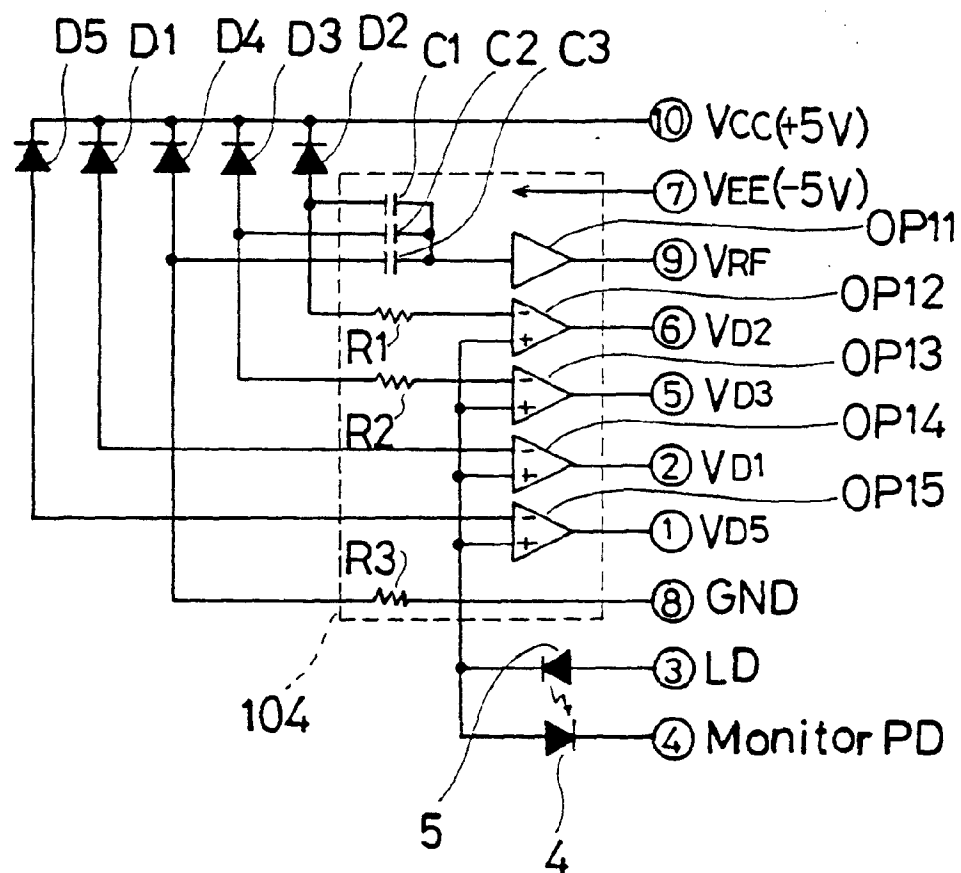 D5 D1 D4 D3 D2 C1 C2 C3
⑩ VCC(+5V)
⑦ VEE(-5V)
OP11
⑨ VRF
OP12
- +
⑥ VD2
R1
OP13
- +
⑤ VD3
R2
OP14
- +
② VD1
OP15
- +
① VD5
R3
⑧ GND
③ LD
104
④ Monitor PD
5
4